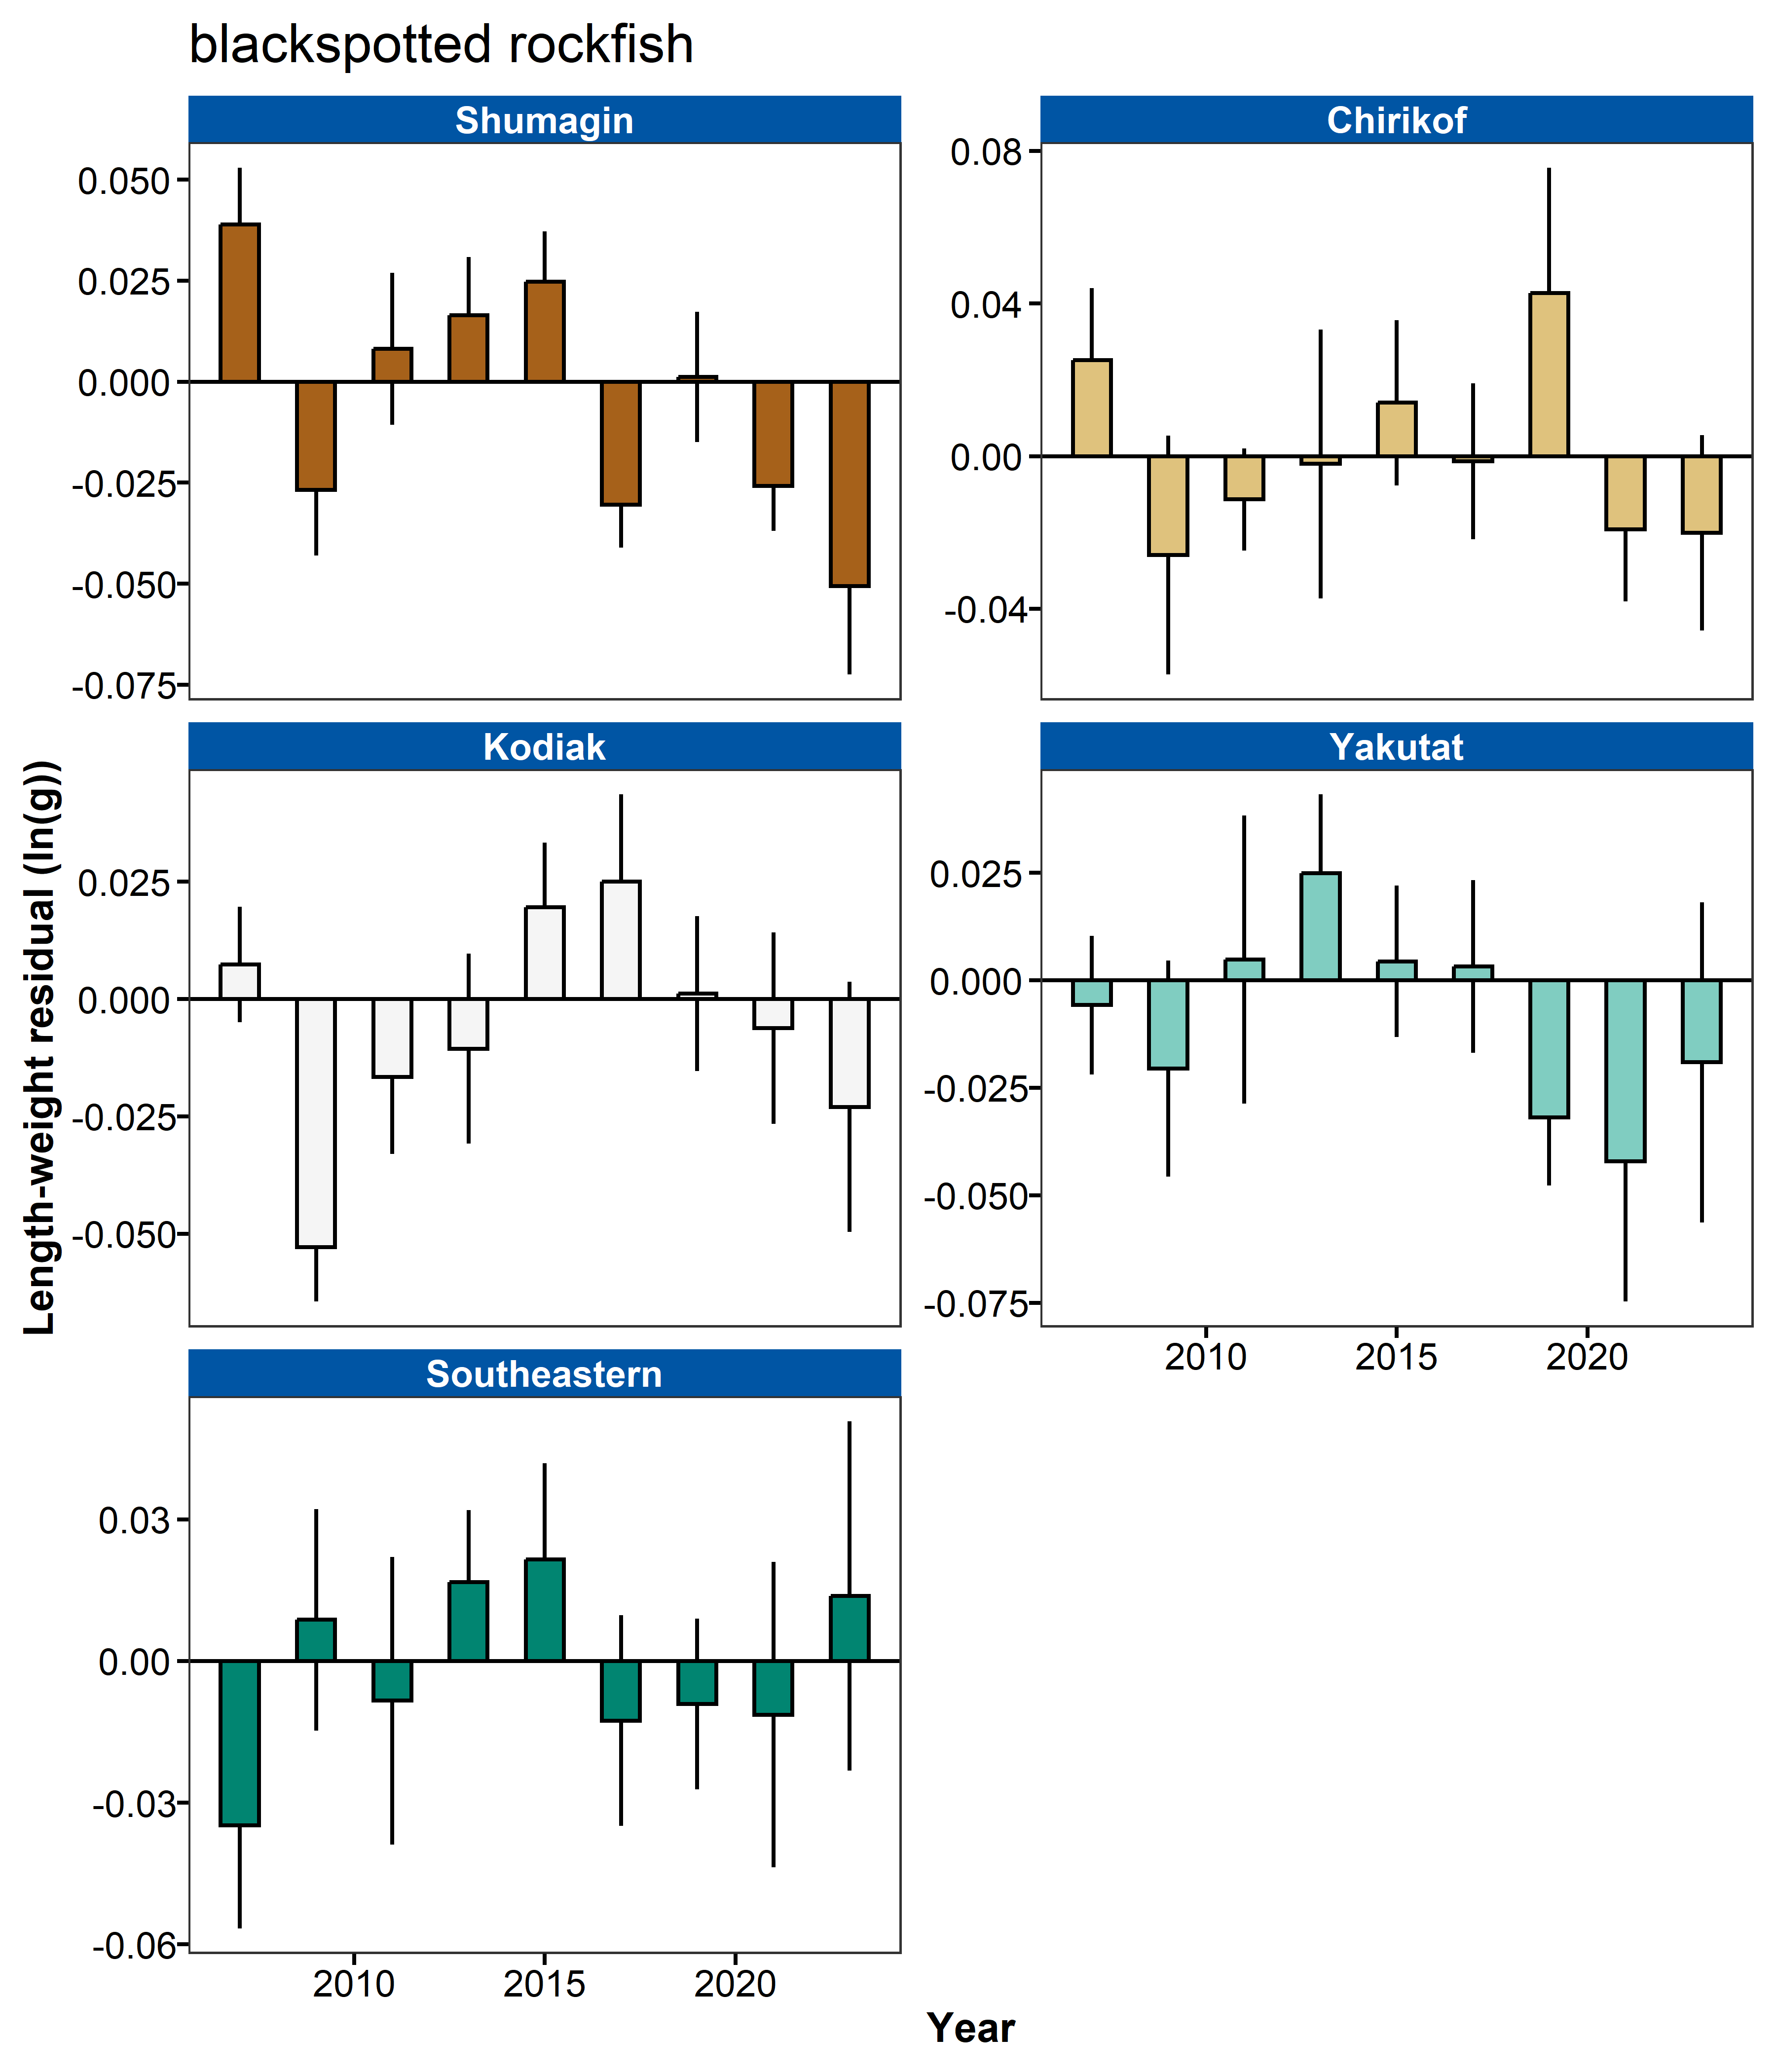 blackspotted rockfish
Shumagin
Chirikof
0.050
0.025
0.000
-0.025
-0.050
-0.075
0.08
0.04
0.00
-0.04
Kodiak
Yakutat
Length-weight residual (ln(g))
0.025
0.000
-0.025
-0.050
0.025
0.000
-0.025
-0.050
-0.075
2010 2015 2020
Southeastern
0.03
0.00
-0.03
-0.06
2010 2015 2020
Year